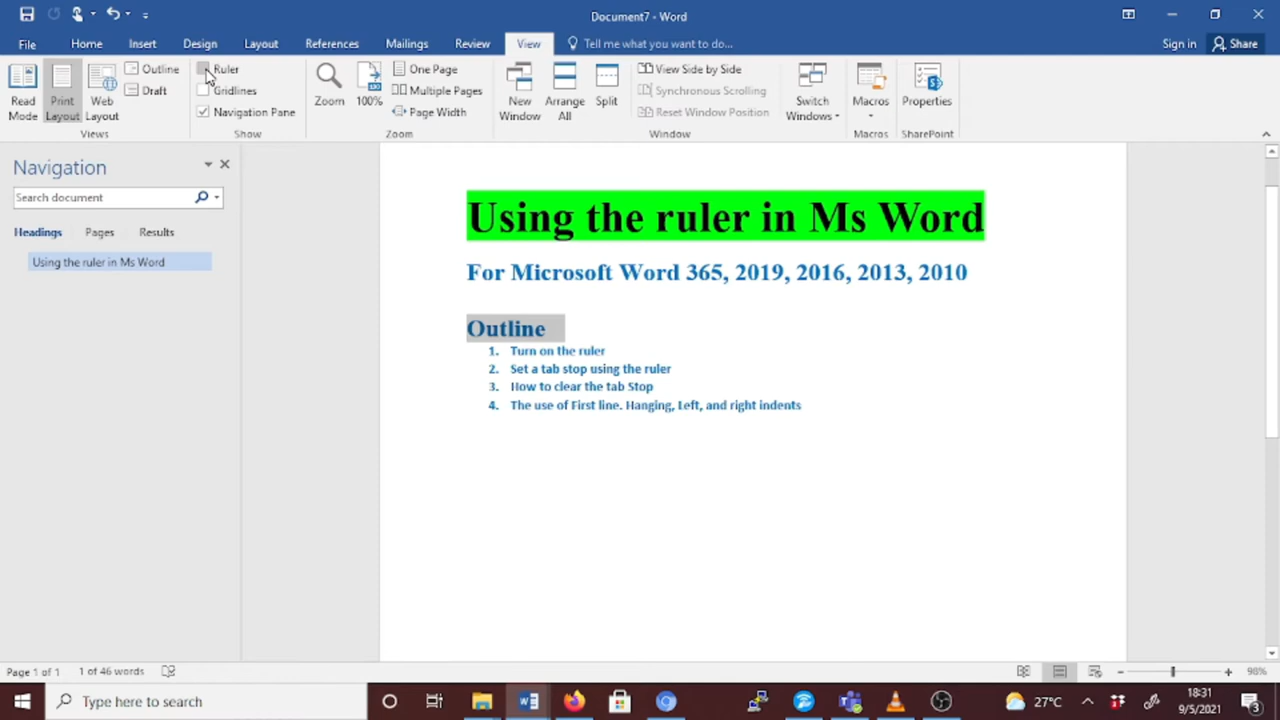 Document7 - Word
File Home Insert Design Layout References Mailings Review View Tell me what you want to do... Sign in Share
Read Mode
Print Layout
Web Layout
Outline
Draft
Views
Ruler
Gridlines
Navigation Pane
Show
Zoom
100%
One Page
Multiple Pages
Page Width
Zoom
New Window
Arrange All
Split
View Side by Side
Synchronous Scrolling
Reset Window Position
Window
Switch Windows
Macros
Macros
Properties
SharePoint
Navigation
Search document
Headings Pages Results
Using the ruler in Ms Word
Using the ruler in Ms Word
For Microsoft Word 365, 2019, 2016, 2013, 2010
Outline
1. Turn on the ruler
2. Set a tab stop using the ruler
3. How to clear the tab Stop
4. The use of First line. Hanging, Left, and right indents
Page 1 of 1 1 of 46 words 98%
Type here to search
27°C
18:31
9/5/2021
3